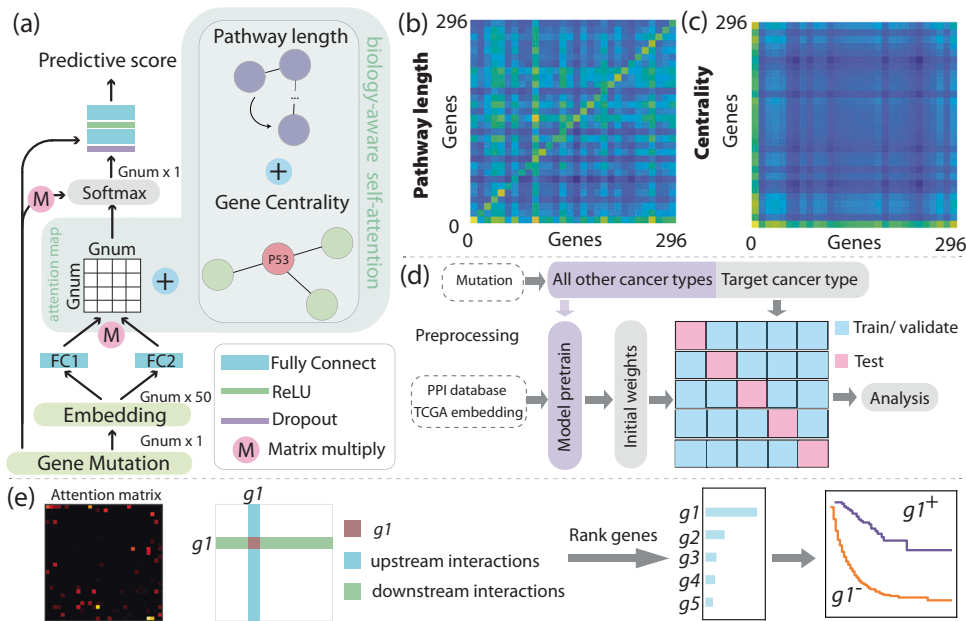 (a)
Predictive score
Gnum x 1
M
Softmax
Gnum
Gnum
attention map
+
M
FC1
FC2
Gnum x 50
Embedding
Gnum x 1
Gene Mutation
Pathway length
...
+
Gene Centrality
P53
biology-aware self-attention
Fully Connect
ReLU
Dropout
M Matrix multiply
(b)
296
Pathway length
Genes
0
0 Genes 296
(c)
296
Centrality
Genes
0
0 Genes 296
(d)
Mutation
All other cancer types
Target cancer type
Preprocessing
PPI database
TCGA embedding
Model pretrain
Initial weights
Train/ validate
Test
Analysis
(e)
Attention matrix
g1
g1
g1
upstream interactions
downstream interactions
Rank genes
g1
g2
g3
g4
g5
g1+
g1-